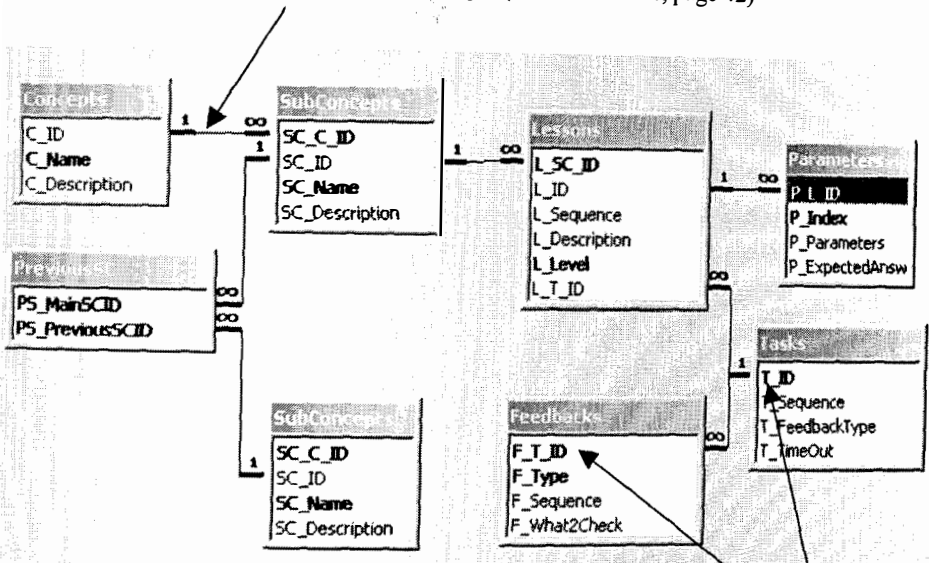 page 42)
Concepts
C_ID
C_Name
C_Description
1
∞
SubConcepts
SC_C_ID
SC_ID
SC_Name
SC_Description
1
1
∞
Lessons
L_SC_ID
L_ID
L_Sequence
L_Description
L_Level
L_T_ID
1
∞
Parameters
P_L_ID
P_Index
P_Parameters
P_ExpectedAnsw
PS_MainSCID
PS_PreviousSCID
∞
∞
1
SubConcepts
SC_C_ID
SC_ID
SC_Name
SC_Description
Feedbacks
F_T_ID
F_Type
F_Sequence
F_What2Check
∞
∞
1
Tasks
T_ID
T_Sequence
T_FeedbackType
T_TimeOut